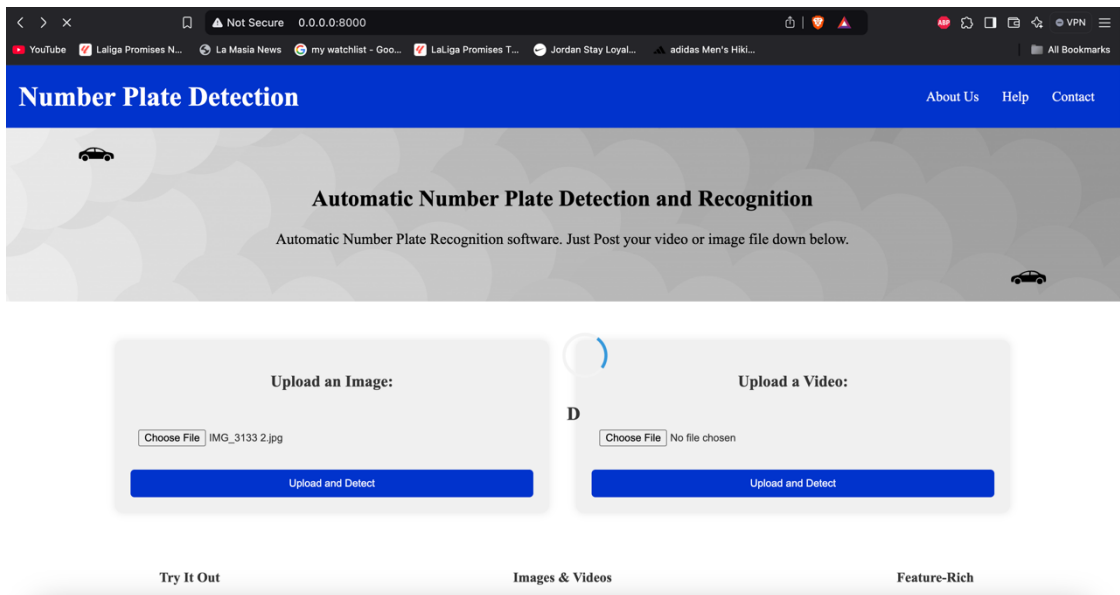 Not Secure 0.0.0.0:8000
ABP
VPN
YouTube Laliga Promises N... La Masia News my watchlist - Goo... LaLiga Promises T... Jordan Stay Loyal... adidas Men's Hiki... All Bookmarks
Number Plate Detection
About Us Help Contact
Automatic Number Plate Detection and Recognition
Automatic Number Plate Recognition software. Just Post your video or image file down below.
Upload an Image:
Choose File IMG_3133 2.jpg
Upload and Detect
D
Upload a Video:
Choose File No file chosen
Upload and Detect
Try It Out
Images & Videos
Feature-Rich